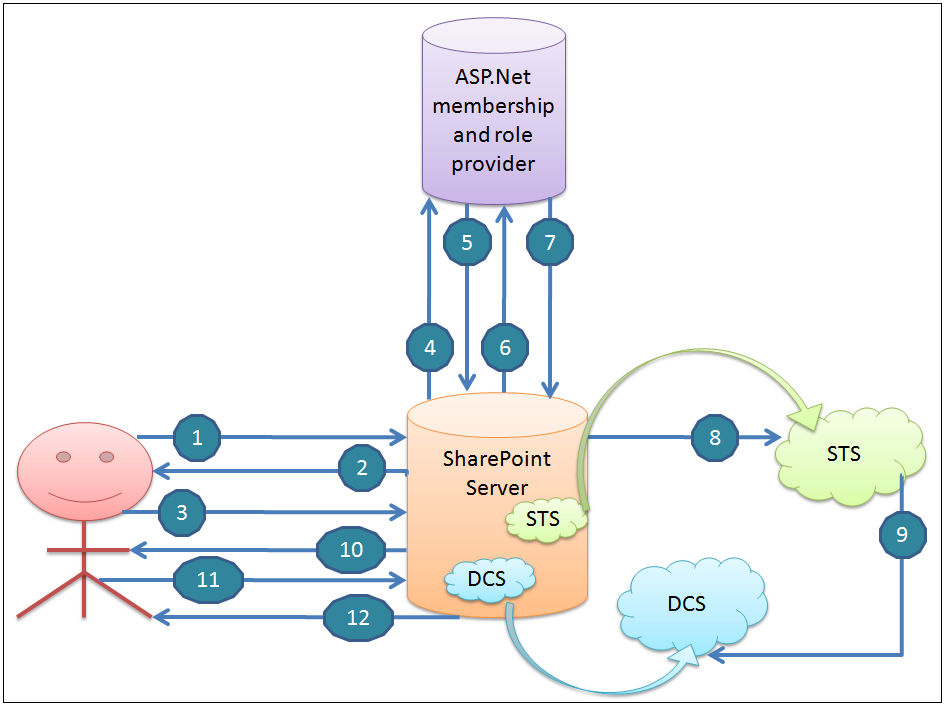 ASP.Net
membership
and role
provider
5
7
4
6
1
8
2
SharePoint
Server
STS
3
STS
9
10
11
DCS
DCS
12